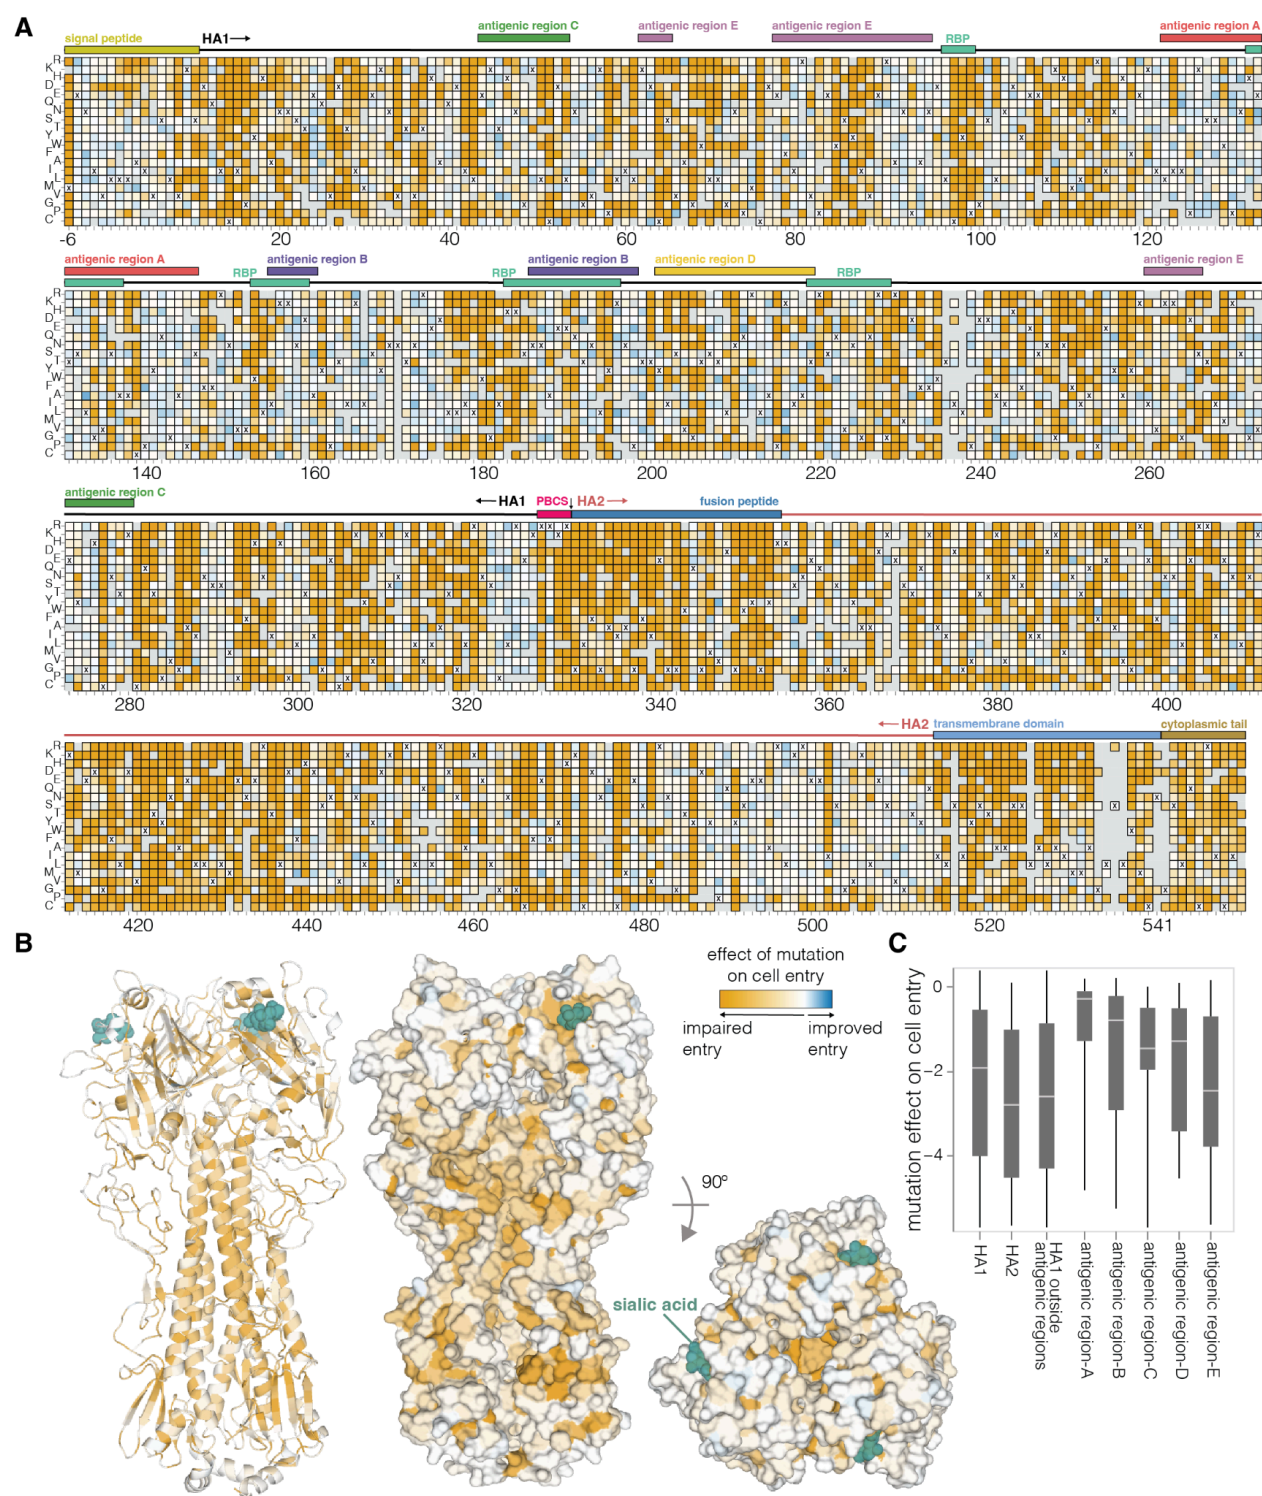 A
antigenic region C
antigenic region E
antigenic region E
antigenic region A
signal peptide
HA1
RBP
R
K
H
D
E
Q
N
S
T
Y
W
F
A
I
L
M
V
G
P
C
-6 20 40 60 80 100 120
antigenic region A
RBP
antigenic region B
RBP
antigenic region B
antigenic region D
RBP
antigenic region E
R
K
H
D
E
Q
N
S
T
Y
W
F
A
I
L
M
V
G
P
C
140 160 180 200 220 240 260
antigenic region C
HA1
PBCS
HA2
fusion peptide
R
K
H
D
E
Q
N
S
T
Y
W
F
A
I
L
M
V
G
P
C
280 300 320 340 360 380 400
HA2
transmembrane domain
cytoplasmic tail
R
K
H
D
E
Q
N
S
T
Y
W
F
A
I
L
M
V
G
P
C
420 440 460 480 500 520 541
B
effect of mutation
on cell entry
impaired
entry
improved
entry
90º
sialic acid
C
mutation effect on cell entry
0
−2
−4
HA1
HA2
HA1 outside
antigenic regions
antigenic region-A
antigenic region-B
antigenic region-C
antigenic region-D
antigenic region-E